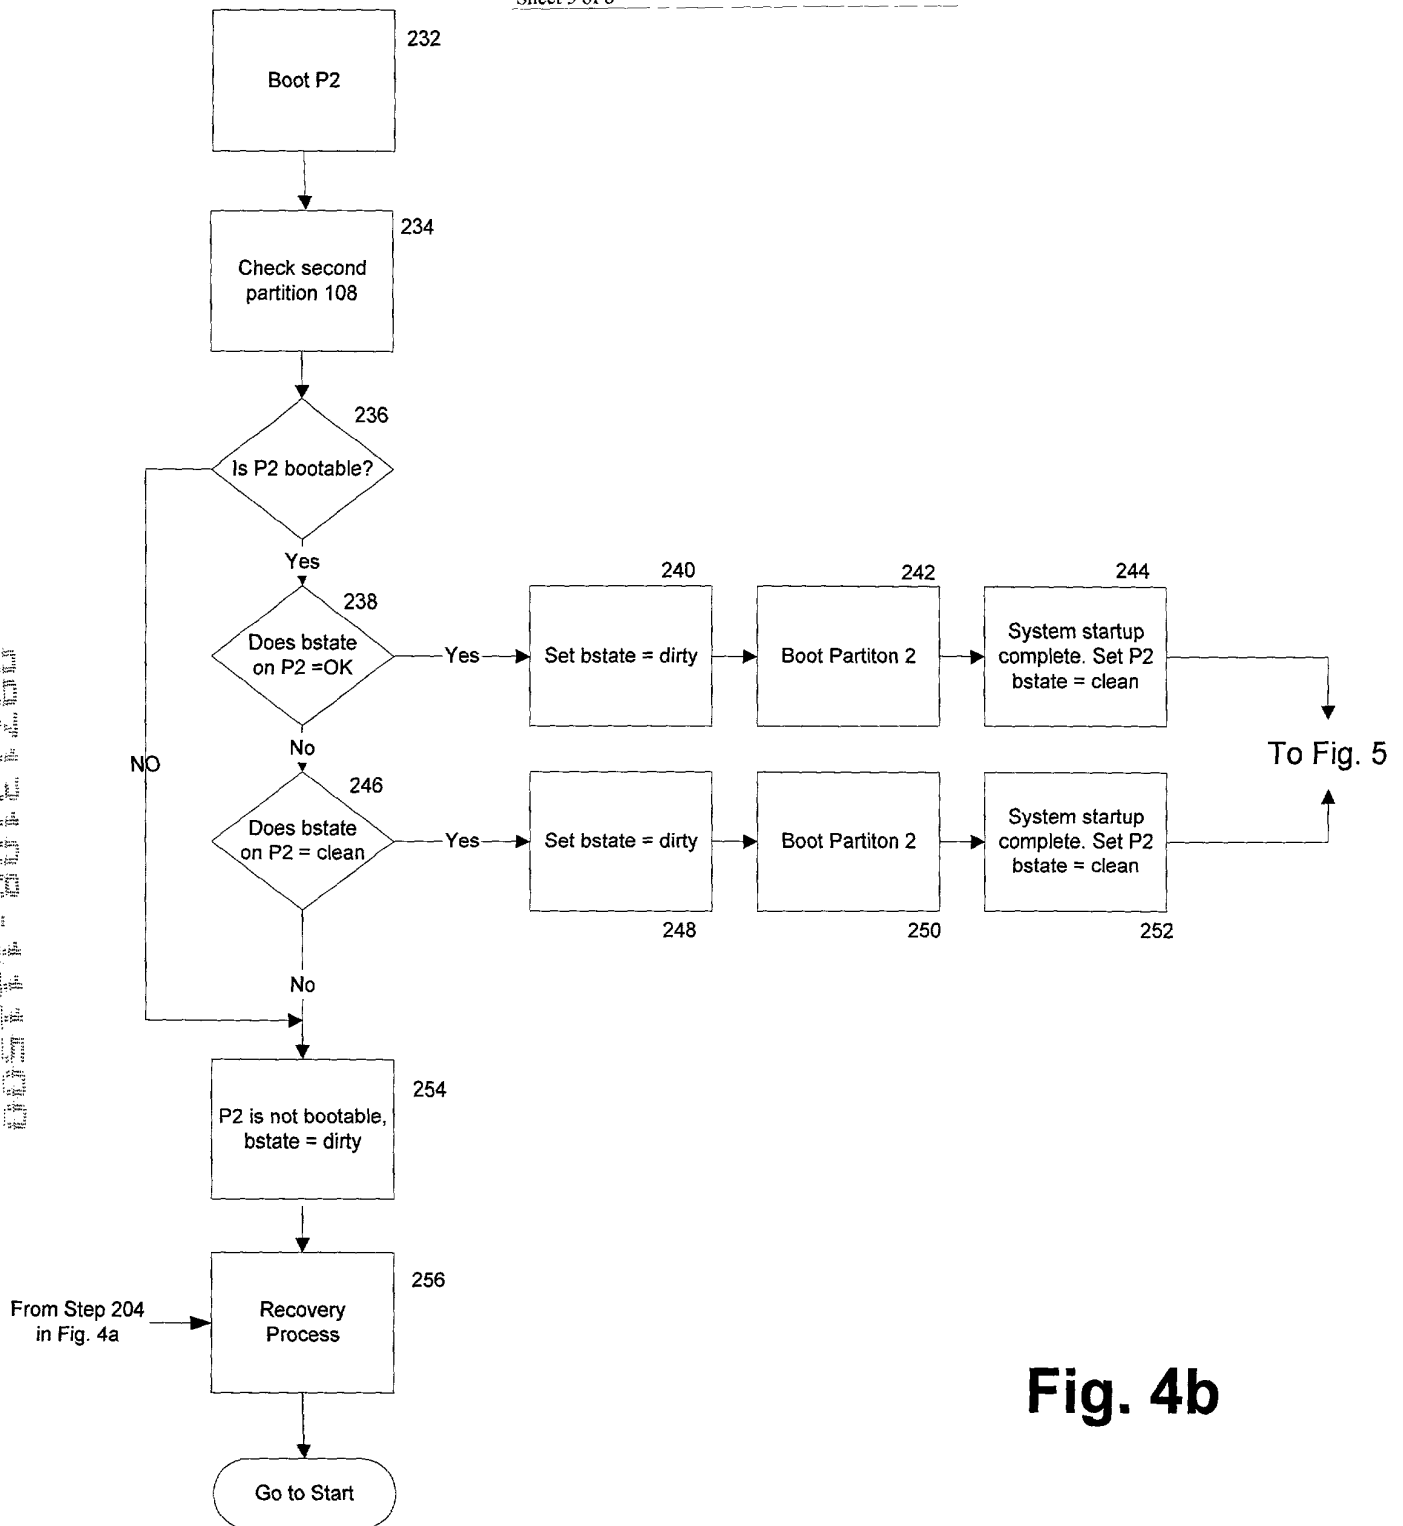 232
Boot P2
234
Check second
partition 108
236
Is P2 bootable?
Yes
238
Does bstate
on P2 =OK
Yes
240
Set bstate = dirty
242
Boot Partiton 2
244
System startup
complete. Set P2
bstate = clean
To Fig. 5
No
NO
246
Does bstate
on P2 = clean
Yes
Set bstate = dirty
248
Boot Partiton 2
250
System startup
complete. Set P2
bstate = clean
252
No
254
P2 is not bootable,
bstate = dirty
256
From Step 204
in Fig. 4a
Recovery
Process
Go to Start
Fig. 4b